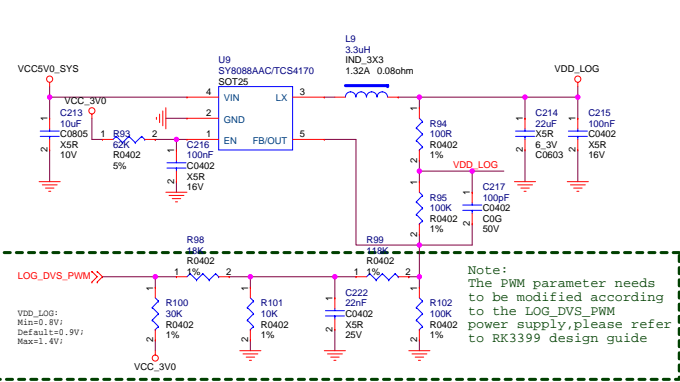 L9
3.3uH
IND_3X3
1.32A 0.08ohm
U9
SY8088AAC/TCS4170
SOT25
VCC5V0_SYS
VDD_LOG
4
VIN
LX
3
VCC_3V0
2
GND
1
EN
FB/OUT
5
1
2
C213
10uF
C0805
X5R
10V
1
2
R93
62K
R0402
5%
1
2
C216
100nF
C0402
X5R
16V
1
2
R94
100R
R0402
1%
1
2
C214
22uF
X5R
6_3V
C0603
1
2
C215
100nF
C0402
X5R
16V
VDD_LOG
1
2
R95
100K
R0402
1%
1
2
C217
100pF
C0402
C0G
50V
LOG_DVS_PWM
1
2
R98
18K
R0402
1%
1
2
R99
118K
R0402
1%
1
2
R100
30K
R0402
1%
VCC_3V0
1
2
R101
10K
R0402
1%
1
2
C222
22nF
C0402
X5R
25V
1
2
R102
100K
R0402
1%
VDD_LOG:
Min=0.8V;
Default=0.9V;
Max=1.4V;
Note:
The PWM parameter needs
to be modified according
to the LOG_DVS_PWM
power supply,please refer
to RK3399 design guide